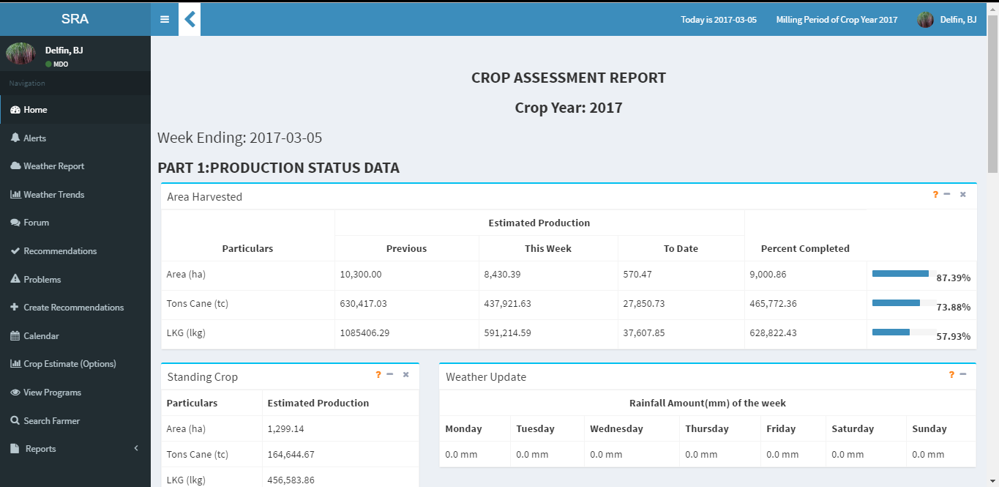 SRA
Today is 2017-03-05 Milling Period of Crop Year 2017 Delfin, BJ
Delfin, BJ
MDO
Navigation
Home
Alerts
Weather Report
Weather Trends
Forum
Recommendations
Problems
Create Recommendations
Calendar
Crop Estimate (Options)
View Programs
Search Farmer
Reports
CROP ASSESSMENT REPORT
Crop Year: 2017
Week Ending: 2017-03-05
PART 1:PRODUCTION STATUS DATA
Area Harvested ?
Estimated Production
Particulars Previous This Week To Date Percent Completed
Area (ha) 10,300.00 8,430.39 570.47 9,000.86 87.39%
Tons Cane (tc) 630,417.03 437,921.63 27,850.73 465,772.36 73.88%
LKG (lkg) 1085406.29 591,214.59 37,607.85 628,822.43 57.93%
Standing Crop ?
Particulars Estimated Production
Area (ha) 1,299.14
Tons Cane (tc) 164,644.67
LKG (lkg) 456,583.86
Weather Update ?
Rainfall Amount(mm) of the week
Monday Tuesday Wednesday Thursday Friday Saturday Sunday
0.0 mm 0.0 mm 0.0 mm 0.0 mm 0.0 mm 0.0 mm 0.0 mm